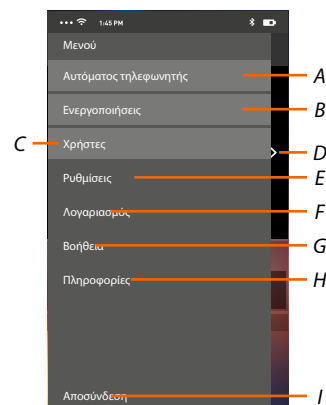 1:45 PM
Μενού
Αυτόματος τηλεφωνητής A
Ενεργοποιήσεις B
C Χρήστες
D
Ρυθμίσεις E
Λογαριασμός F
Βοήθεια G
Πληροφορίες H
Αποσύνδεση I